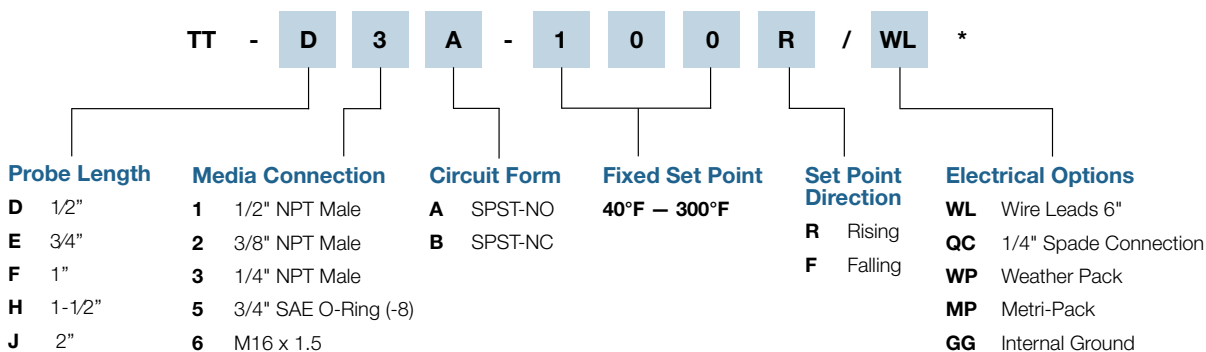 TT - D 3 A - 1 0 0 R / WL *
Probe Length
D 1/2”
E 3/4”
F 1”
H 1-1/2”
J 2”
Media Connection
1 1/2" NPT Male
2 3/8" NPT Male
3 1/4" NPT Male
5 3/4" SAE O-Ring (-8)
6 M16 x 1.5
Circuit Form
A SPST-NO
B SPST-NC
Fixed Set Point
40°F — 300°F
Set Point
Direction
R Rising
F Falling
Electrical Options
WL Wire Leads 6"
QC 1/4" Spade Connection
WP Weather Pack
MP Metri-Pack
GG Internal Ground